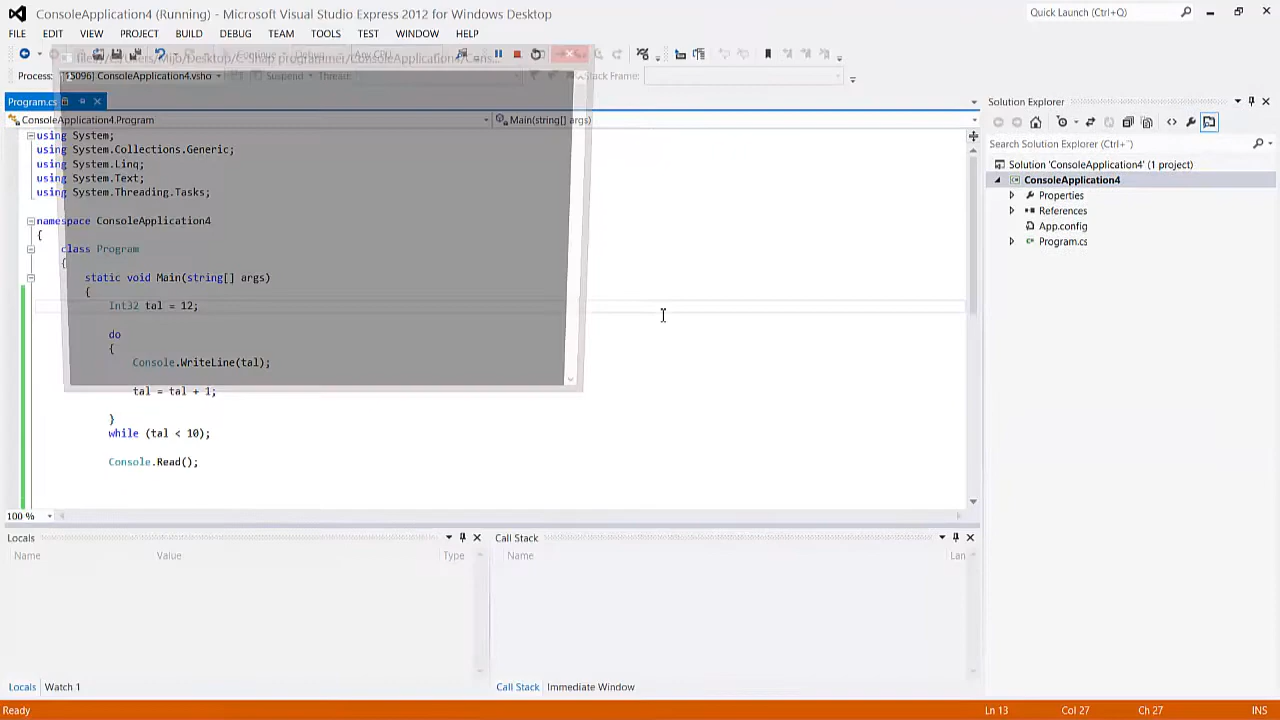 ConsoleApplication4 (Running) - Microsoft Visual Studio Express 2012 for Windows Desktop
Quick Launch (Ctrl+Q)
FILE EDIT VIEW PROJECT BUILD DEBUG TEAM TOOLS TEST WINDOW HELP
Process: [15096] ConsoleApplication4.vsho Suspend Thread: Stack Frame:
Program.cs
ConsoleApplication4.Program Main(string[] args)
using System;
using System.Collections.Generic;
using System.Linq;
using System.Text;
using System.Threading.Tasks;
namespace ConsoleApplication4
{
class Program
{
static void Main(string[] args)
{
Int32 tal = 12;
do
{
Console.WriteLine(tal);
tal = tal + 1;
}
while (tal < 10);
Console.Read();
100 %
Solution Explorer
Search Solution Explorer (Ctrl+¨)
Solution 'ConsoleApplication4' (1 project)
ConsoleApplication4
Properties
References
App.config
Program.cs
Locals
Name Value Type
Locals Watch 1
Call Stack
Name Lan
Call Stack Immediate Window
Ready Ln 13 Col 27 Ch 27 INS